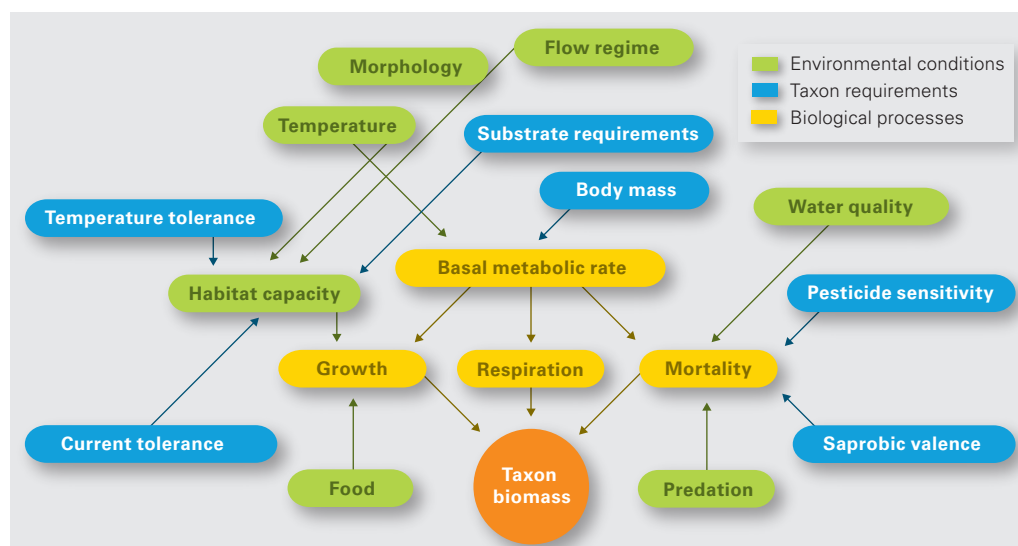 Flow regime
Morphology
Environmental conditions
Taxon requirements
Biological processes
Temperature
Substrate requirements
Body mass
Temperature tolerance
Water quality
Basal metabolic rate
Habitat capacity
Pesticide sensitivity
Growth
Respiration
Mortality
Current tolerance
Saprobic valence
Food
Taxon
biomass
Predation